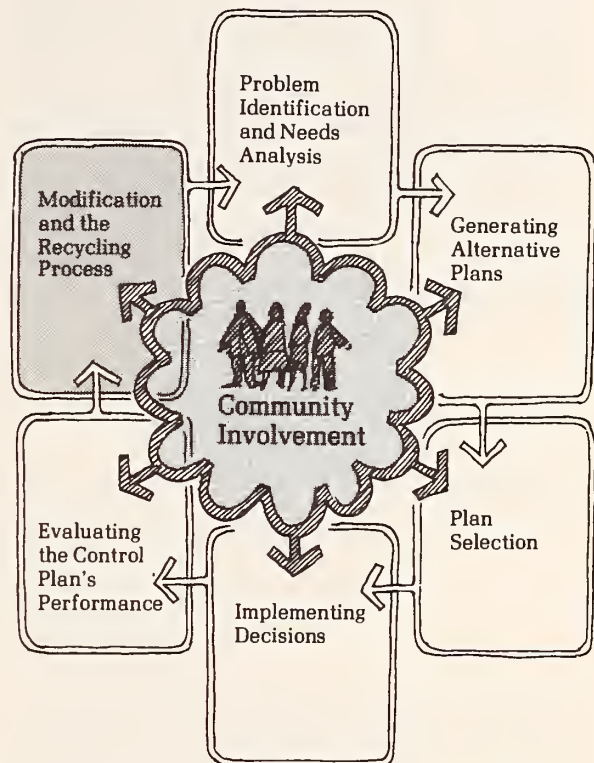 Problem
Identification
and Needs
Analysis
Modification
and the
Recycling
Process
Generating
Alternative
Plans
Community
Involvement
Evaluating
the Control
Plan's
Performance
Plan
Selection
Implementing
Decisions